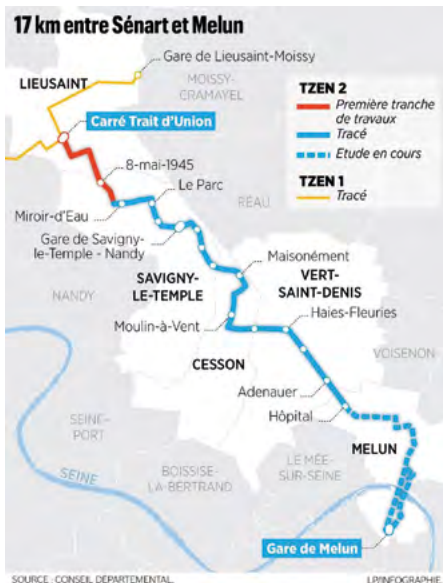 17 km entre Sénart et Melun
Gare de Lieusaint-Moissy
LIEUSAINT
MOISSY-
CRAMAYEL
TZEN 2
Première tranche
de travaux
Tracé
Etude en cours
TZEN 1
Tracé
Carré Trait d'Union
8-mai-1945
Le Parc
Miroir-d'Eau
RÉAU
Gare de Savigny-
le-Temple - Nandy
Maisonément
SAVIGNY-
LE-TEMPLE
VERT-
SAINT-DENIS
NANDY
Moulin-à-Vent
Haies-Fleuries
VOISENON
CESSON
Adenauer
Hôpital
SEINE-
PORT
MELUN
SEINE
BOISSISE-
LA-BERTRAND
LE MÉE-
SUR-SEINE
Gare de Melun
SOURCE : CONSEIL DÉPARTEMENTAL.
LP/INFOGRAPHIE.